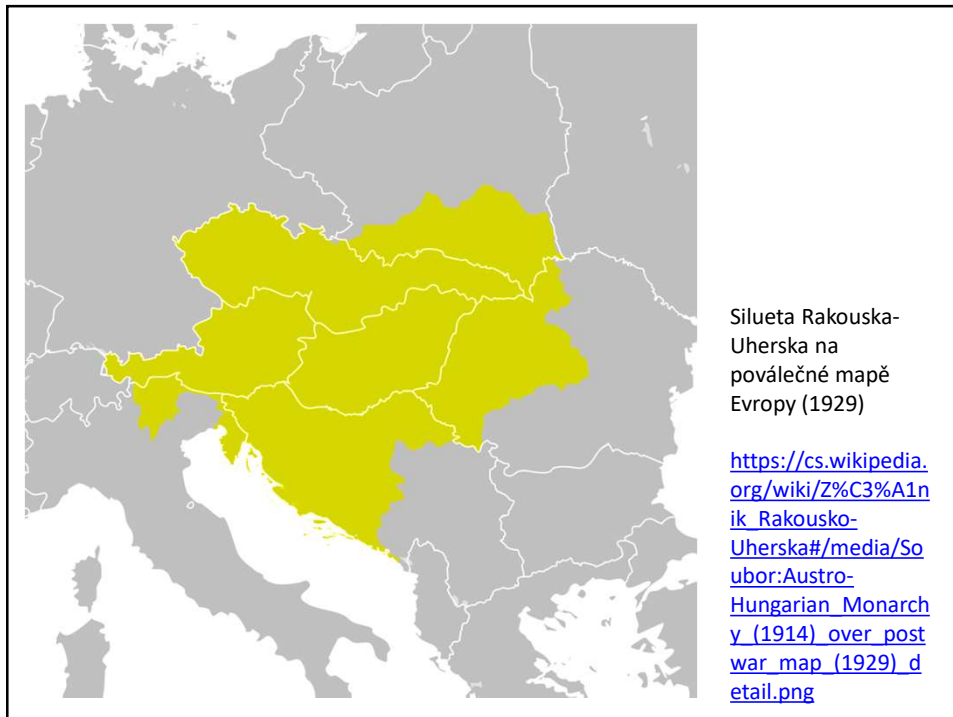 Silueta Rakouska-
Uherska na
poválečné mapě
Evropy (1929)
https://cs.wikipedia.
org/wiki/Z%C3%A1n
ik_Rakousko-
Uherska#/media/So
ubor:Austro-
Hungarian_Monarch
y_(1914)_over_post
war_map_(1929)_d
etail.png